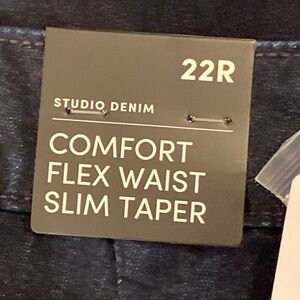 22R
STUDIO DENIM
COMFORT
FLEX WAIST
SLIM TAPER